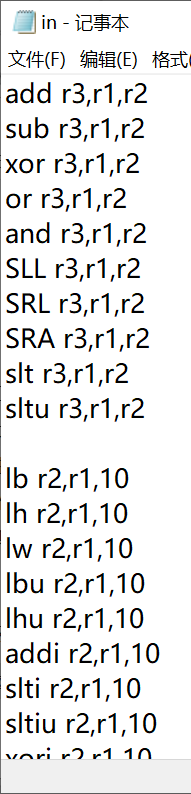 in - 记事本
文件(F) 编辑(E) 格式(
add r3,r1,r2
sub r3,r1,r2
xor r3,r1,r2
or r3,r1,r2
and r3,r1,r2
SLL r3,r1,r2
SRL r3,r1,r2
SRA r3,r1,r2
slt r3,r1,r2
sltu r3,r1,r2
lb r2,r1,10
lh r2,r1,10
lw r2,r1,10
lbu r2,r1,10
lhu r2,r1,10
addi r2,r1,10
slti r2,r1,10
sltiu r2,r1,10
xori r2,r1,10